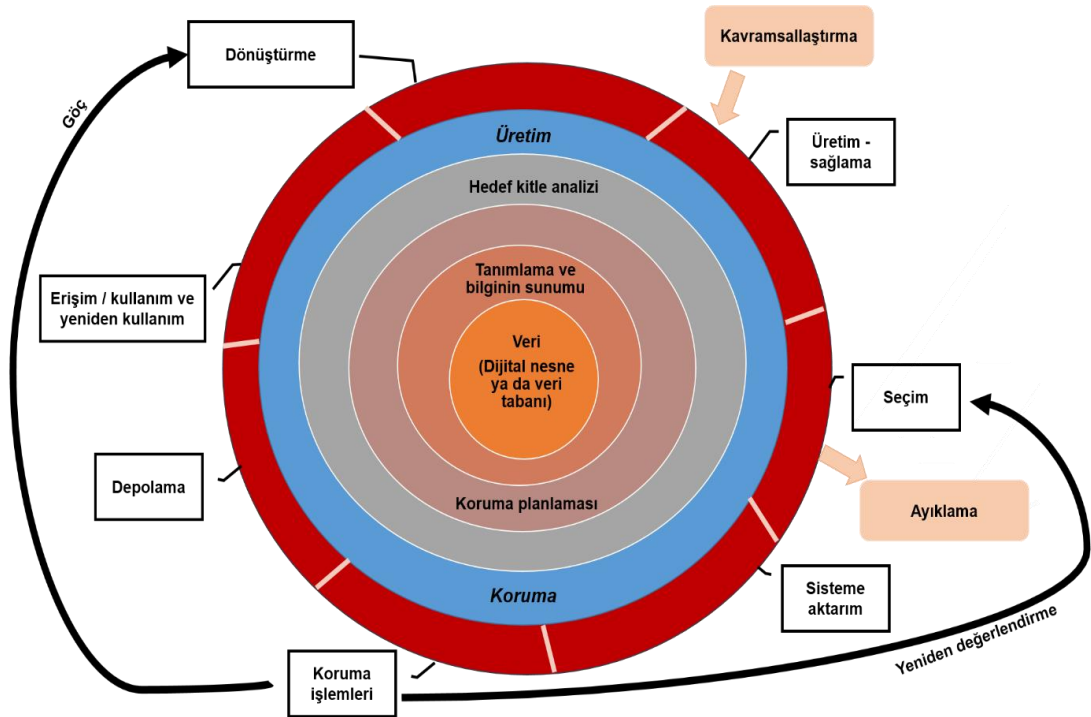 Kavramsallaştırma
Dönüştürme
Göç
Üretim
Üretim -
sağlama
Hedef kitle analizi
Tanımlama ve
bilginin sunumu
Erişim / kullanım ve
yeniden kullanım
Veri
(Dijital nesne
ya da veri
tabanı)
Seçim
Depolama
Koruma planlaması
Ayıklama
Koruma
Sisteme
aktarım
Yeniden değerlendirme
Koruma
işlemleri